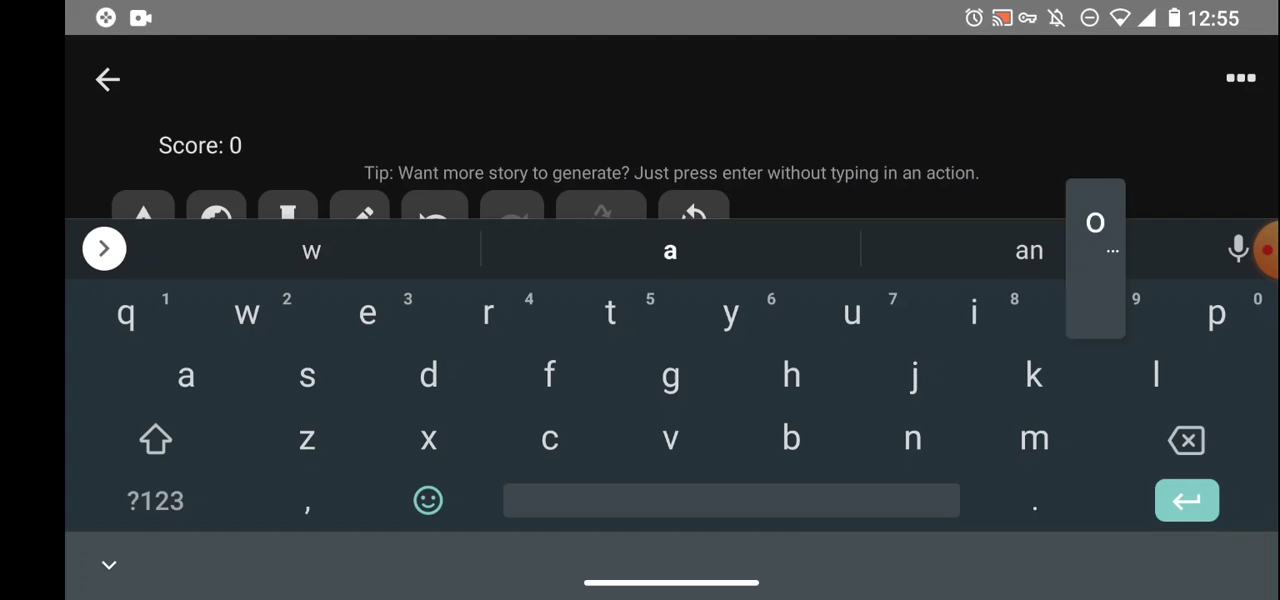 12:55
Score: 0
Tip: Want more story to generate? Just press enter without typing in an action.
w a an
q 1 w 2 e 3 r 4 t 5 y 6 u 7 i 8 o ... 9 p 0
a s d f g h j k l
z x c v b n m
?123 , .